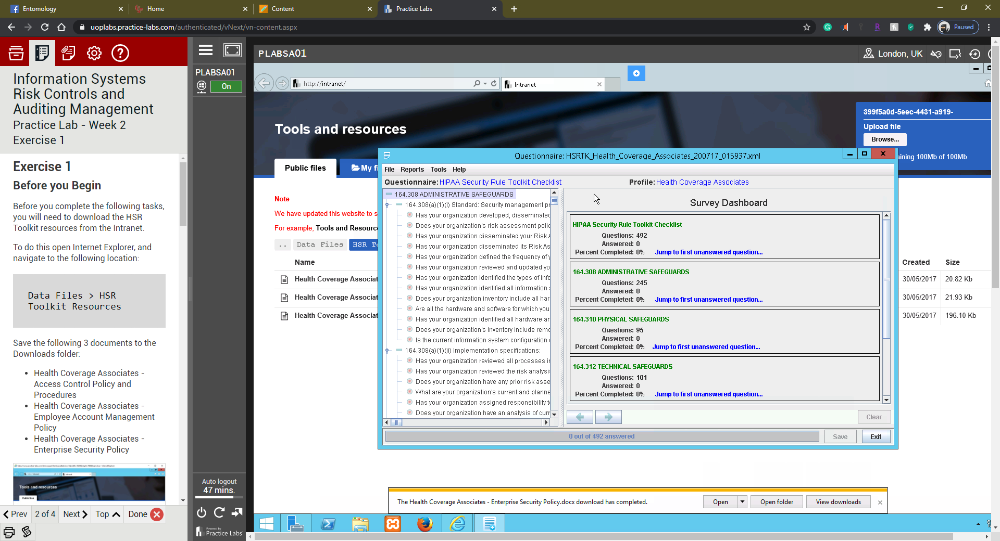 Entomology
Home
Content
Practice Labs
uoplabs.practice-labs.com/authenticated/vNext/vn-content.aspx
Paused
Information Systems
Risk Controls and
Auditing Management
Practice Lab - Week 2
Exercise 1
Exercise 1
Before you Begin
Before you complete the following tasks,
you will need to download the HSR
Toolkit resources from the Intranet.
To do this open Internet Explorer, and
navigate to the following location:
Data Files > HSR
Toolkit Resources
Save the following 3 documents to the
Downloads folder:
• Health Coverage Associates -
Access Control Policy and
Procedures
• Health Coverage Associates -
Employee Account Management
Policy
• Health Coverage Associates -
Enterprise Security Policy
Tools and resources
Public files
Prev
2 of 4
Next
Top
Done
PLABSA01
On
Auto logout
47 mins.
Powered by
Practice Labs
PLABSA01
London, UK
http://intranet/
Intranet
Tools and resources
399f5a0d-5eec-4431-a919-
Upload file
Browse...
aining 100Mb of 100Mb
Public files
My fi
Note
We have updated this website to s
For example, Tools and Resourc
..
Data Files
HSR To
Name
Created
Size
Health Coverage Associat
30/05/2017
20.82 Kb
Health Coverage Associat
30/05/2017
21.93 Kb
Health Coverage Associat
30/05/2017
196.10 Kb
Questionnaire: HSRTK_Health_Coverage_Associates_200717_015937.xml
File Reports Tools Help
Questionnaire: HIPAA Security Rule Toolkit Checklist
Profile: Health Coverage Associates
164.308 ADMINISTRATIVE SAFEGUARDS
164.308(a)(1)(i) Standard: Security management pr
Has your organization developed, disseminated
Does your organization's risk assessment polic
Has your organization disseminated your Risk A
Has your organization disseminated its Risk As
Has your organization defined the frequency of y
Has your organization reviewed and updated yo
Has your organization identified the types of info
Has your organization identified all information s
Does your organization inventory include all har
Are all the hardware and software for which you
Has your organization identified all hardware an
Does your organization's inventory include remo
Is the current information system configuration
164.308(a)(1)(ii) Implementation specifications:
Has your organization reviewed all processes in
Has your organization reviewed the risk analysis
Does your organization have any prior risk asse
What are your organization's current and planne
Has your organization assigned responsibility t
Does your organization have an analysis of curr
Survey Dashboard
HIPAA Security Rule Toolkit Checklist
Questions: 492
Answered: 0
Percent Completed: 0% Jump to first unanswered question...
164.308 ADMINISTRATIVE SAFEGUARDS
Questions: 245
Answered: 0
Percent Completed: 0% Jump to first unanswered question...
164.310 PHYSICAL SAFEGUARDS
Questions: 95
Answered: 0
Percent Completed: 0% Jump to first unanswered question...
164.312 TECHNICAL SAFEGUARDS
Questions: 101
Answered: 0
Percent Completed: 0% Jump to first unanswered question...
Clear
0 out of 492 answered
Save
Exit
The Health Coverage Associates - Enterprise Security Policy.docx download has completed.
Open
Open folder
View downloads